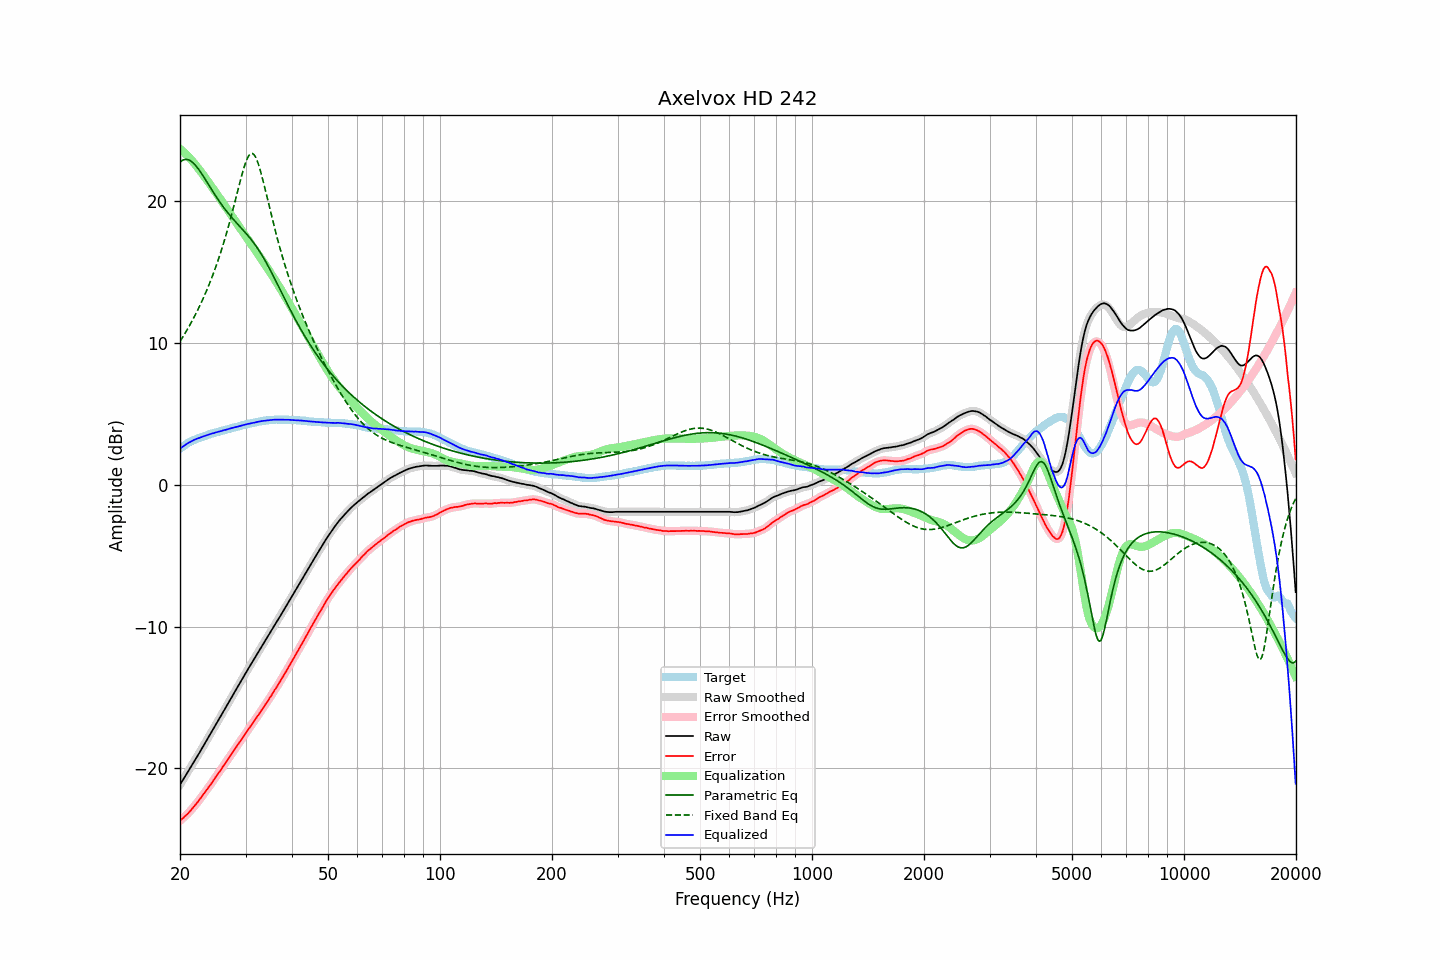 Axelvox HD 242
Amplitude (dBr)
20
10
0
−10
−20
Target
Raw Smoothed
Error Smoothed
Raw
Error
Equalization
Parametric Eq
Fixed Band Eq
Equalized
20 50 100 200 500 1000 2000 5000 10000 20000
Frequency (Hz)